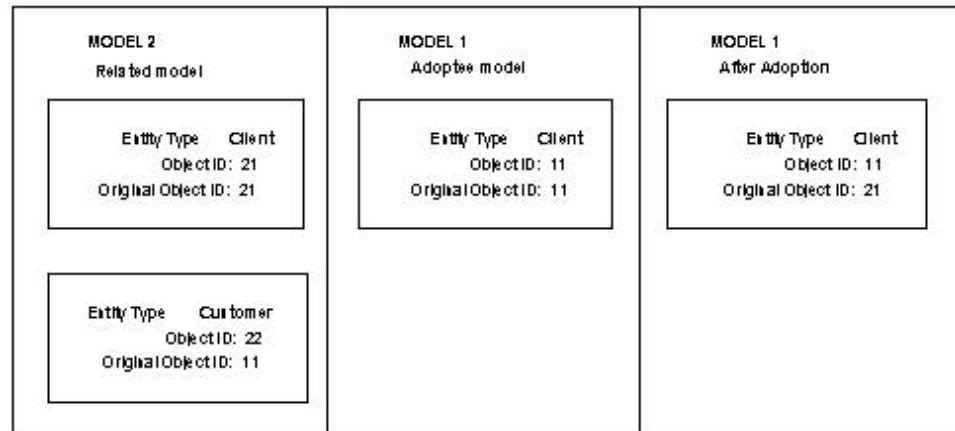 MODEL 2
Related model
Entity Type Client
Object ID: 21
Original Object ID: 21
Entity Type Customer
Object ID: 22
Original Object ID: 11
MODEL 1
Adoptee model
Entity Type Client
Object ID: 11
Original Object ID: 11
MODEL 1
After Adoption
Entity Type Client
Object ID: 11
Original Object ID: 21